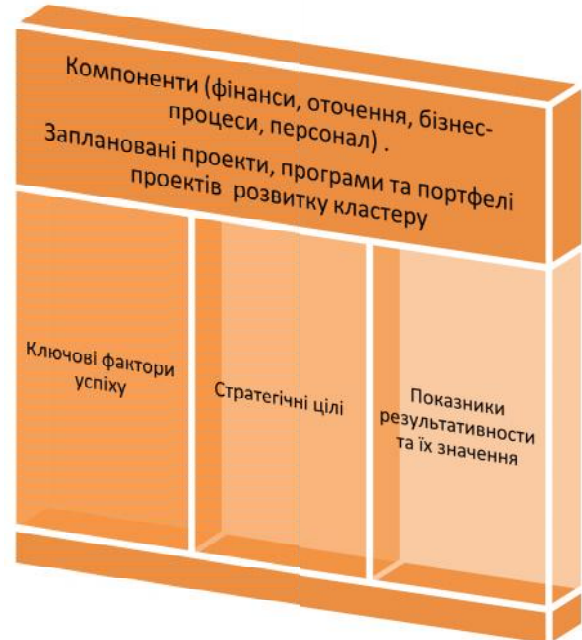 Компоненти (фінанси, оточення, бізнес-
процеси, персонал) .
Заплановані проекти, програми та портфелі
проектів розвитку кластеру
Ключові фактори
успіху
Стратегічні цілі
Показники
результативности
та їх значення